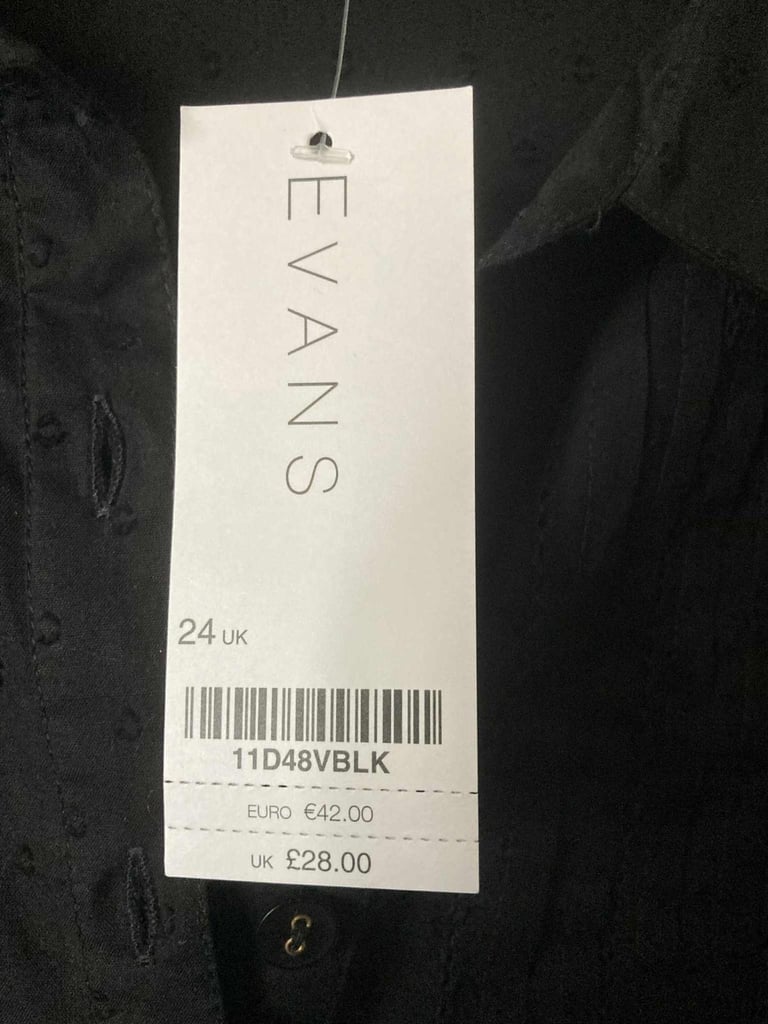 EVANS
24 UK
11D48VBLK
EURO €42.00
UK £28.00